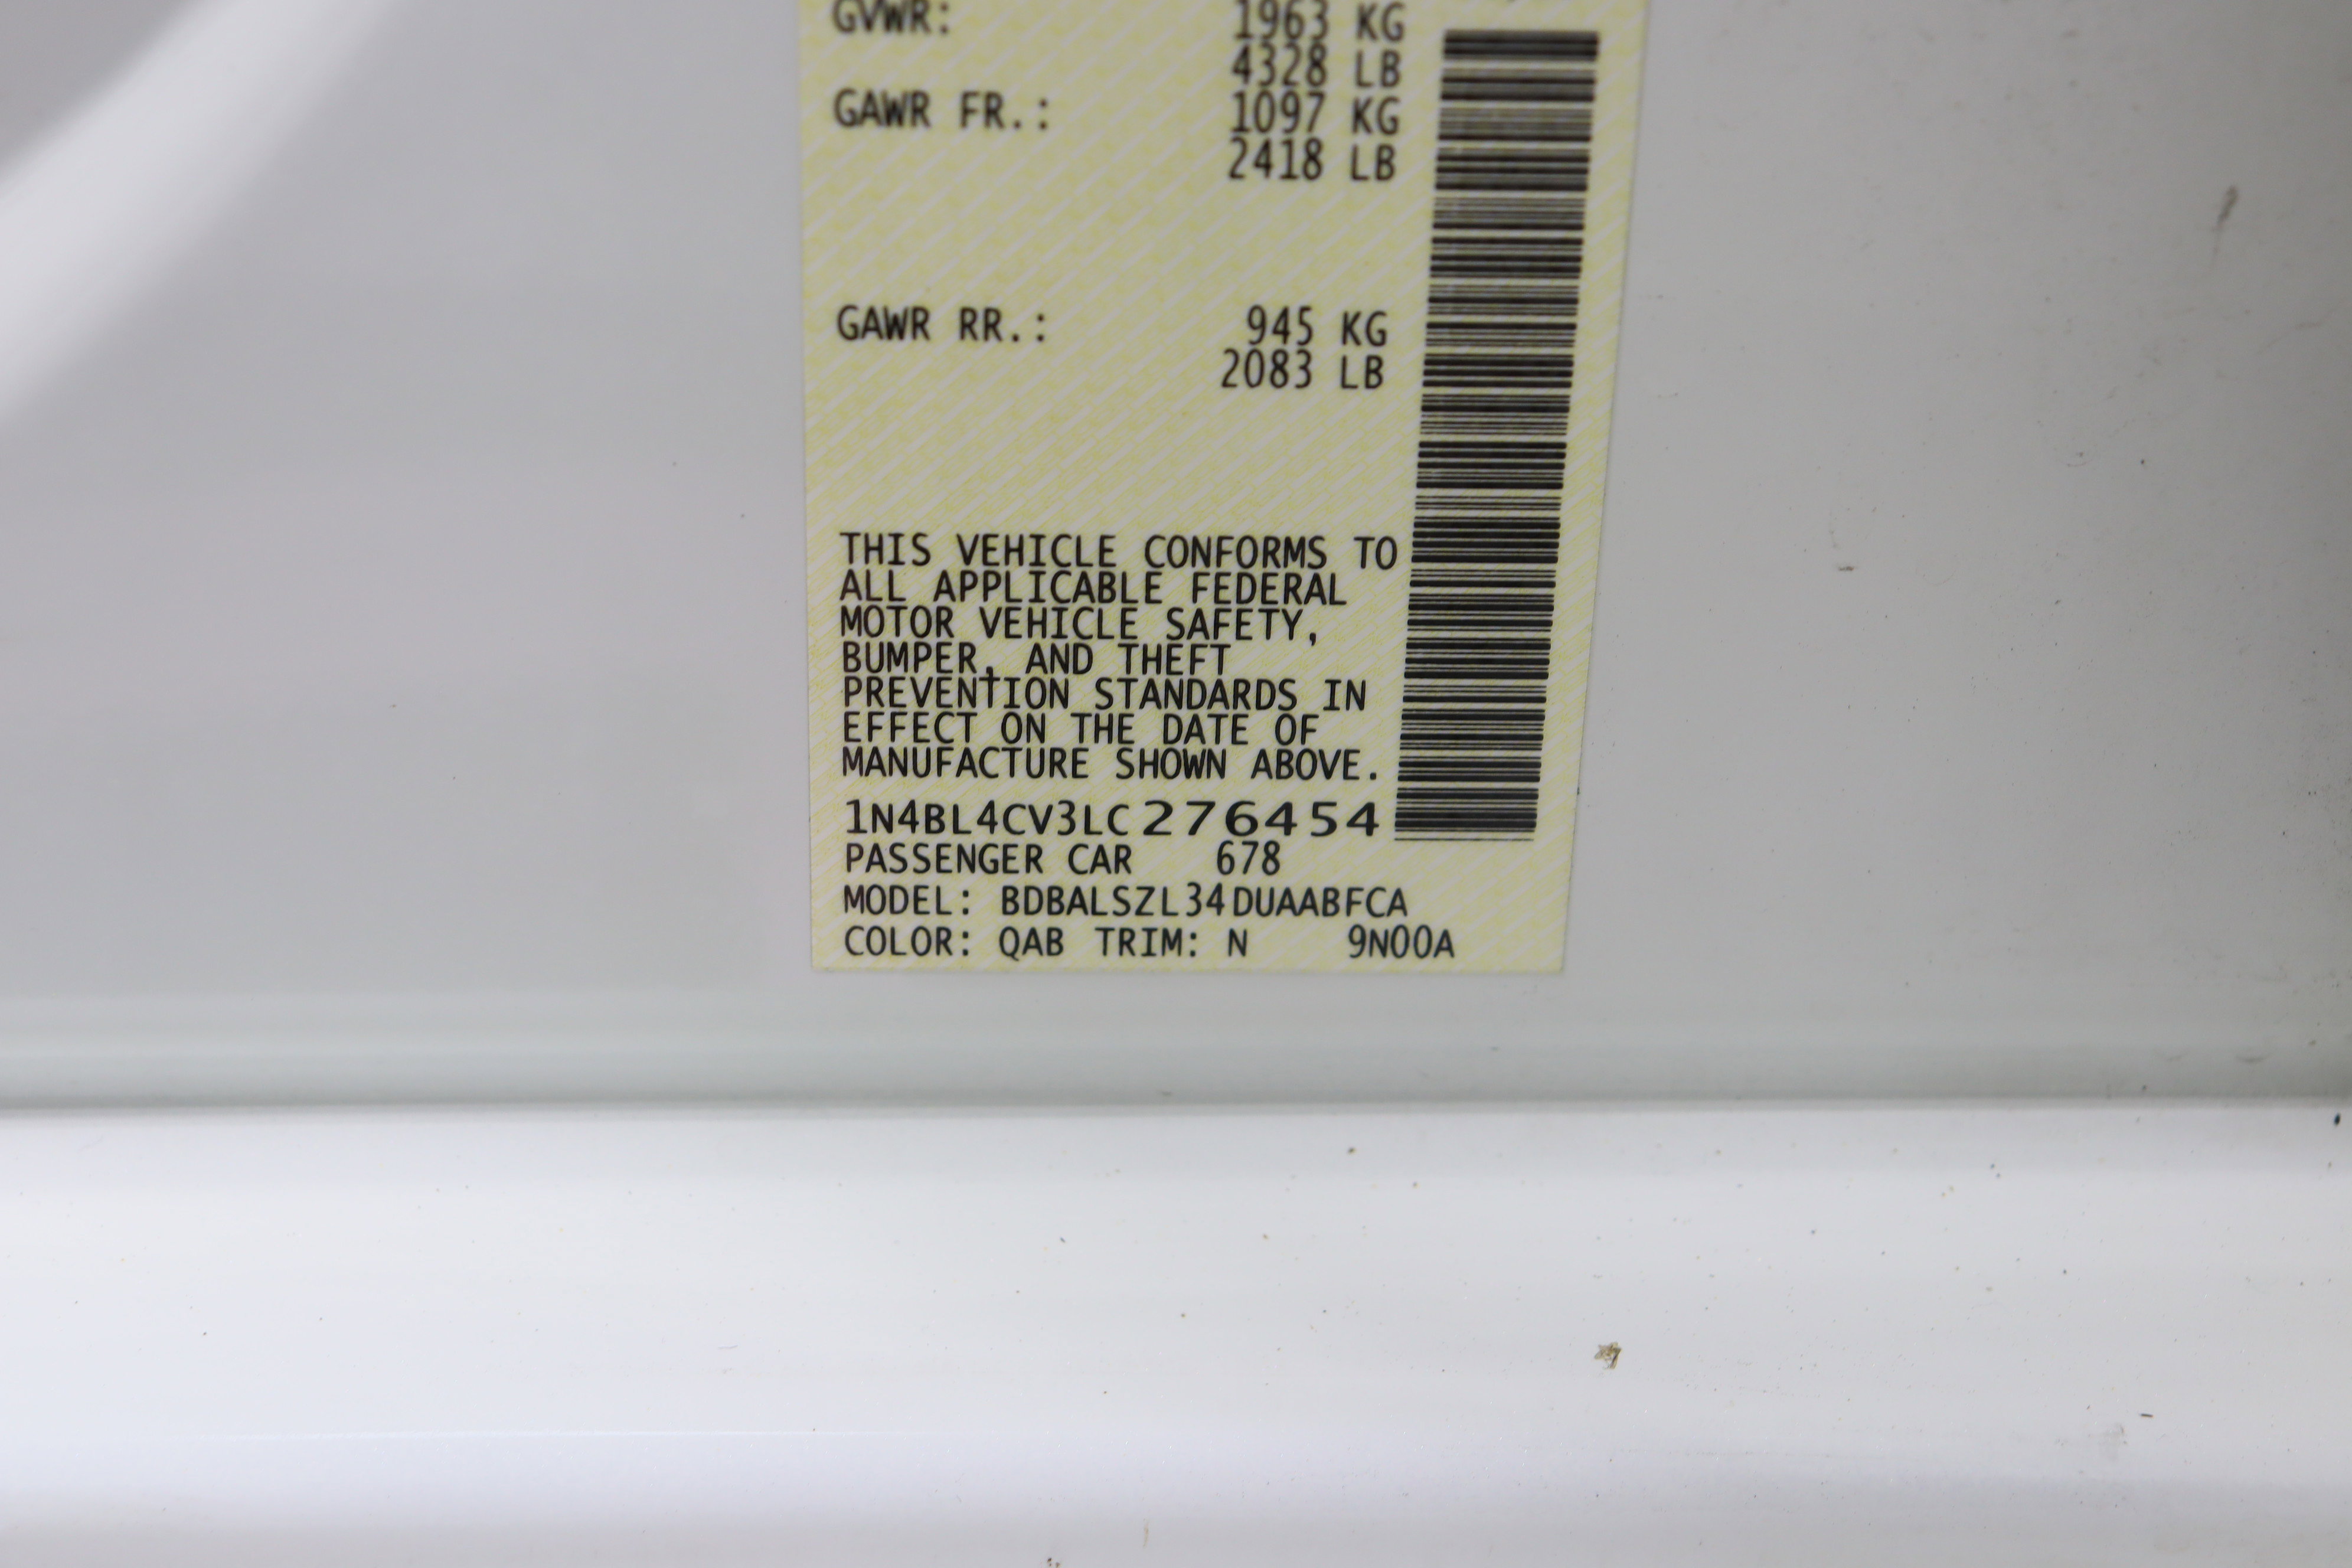 GVWR: 1963 KG
4328 LB
GAWR FR.: 1097 KG
2418 LB
GAWR RR.: 945 KG
2083 LB
THIS VEHICLE CONFORMS TO
ALL APPLICABLE FEDERAL
MOTOR VEHICLE SAFETY,
BUMPER, AND THEFT
PREVENTION STANDARDS IN
EFFECT ON THE DATE OF
MANUFACTURE SHOWN ABOVE.
1N4BL4CV3LC276454
PASSENGER CAR 678
MODEL: BDBALSZL34DUAABFCA
COLOR: QAB TRIM: N 9N00A